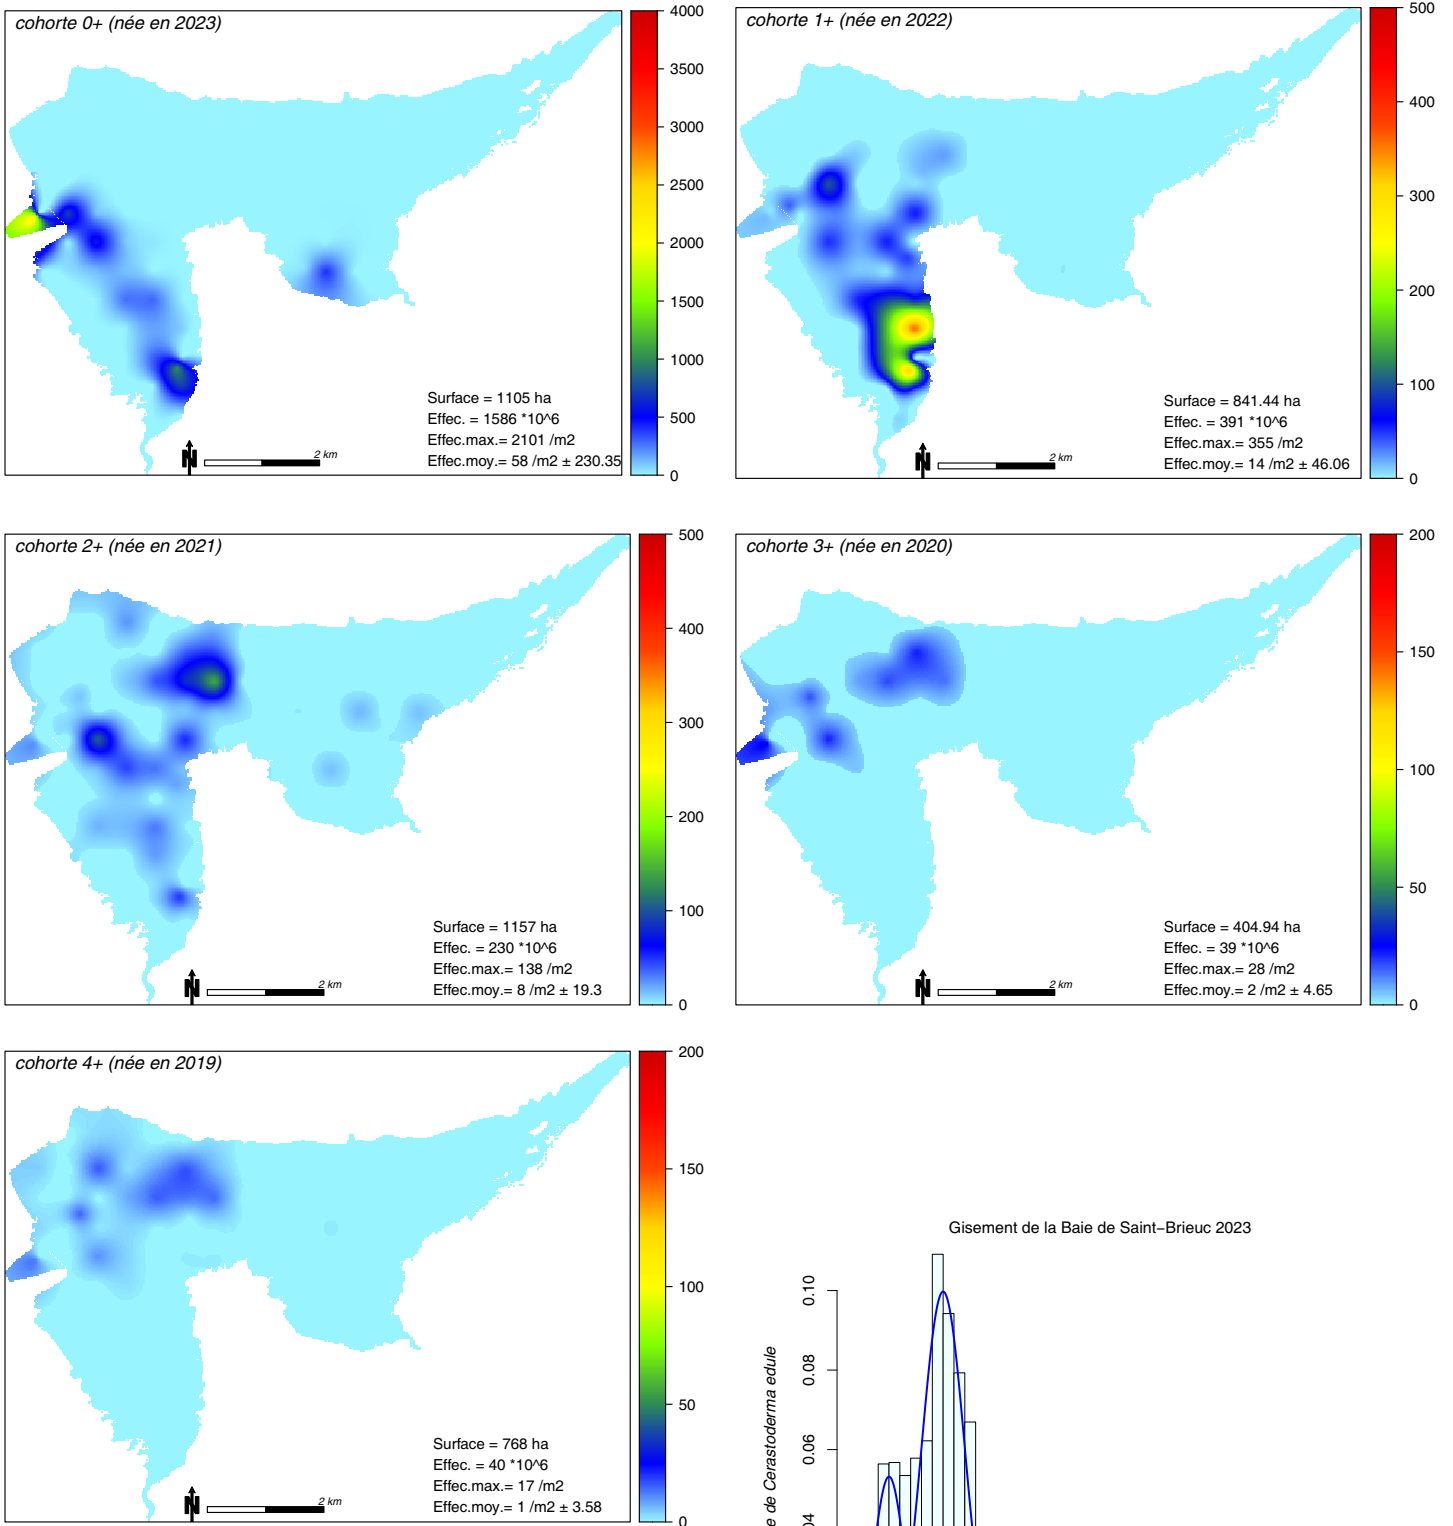 cohorte 0+ (née en 2023)
4000
3500
3000
2500
2000
1500
1000
500
0
Surface = 1105 ha
Effec. = 1586 *10^6
Effec.max.= 2101 /m2
Effec.moy.= 58 /m2 ± 230.35
N
2 km
cohorte 1+ (née en 2022)
500
400
300
200
100
0
Surface = 841.44 ha
Effec. = 391 *10^6
Effec.max.= 355 /m2
Effec.moy.= 14 /m2 ± 46.06
N
2 km
cohorte 2+ (née en 2021)
500
400
300
200
100
0
Surface = 1157 ha
Effec. = 230 *10^6
Effec.max.= 138 /m2
Effec.moy.= 8 /m2 ± 19.3
N
2 km
cohorte 3+ (née en 2020)
200
150
100
50
0
Surface = 404.94 ha
Effec. = 39 *10^6
Effec.max.= 28 /m2
Effec.moy.= 2 /m2 ± 4.65
N
2 km
cohorte 4+ (née en 2019)
200
150
100
50
0
Surface = 768 ha
Effec. = 40 *10^6
Effec.max.= 17 /m2
Effec.moy.= 1 /m2 ± 3.58
N
2 km
Gisement de la Baie de Saint−Brieuc 2023
0.10
0.08
0.06
04
e de Cerastoderma edule